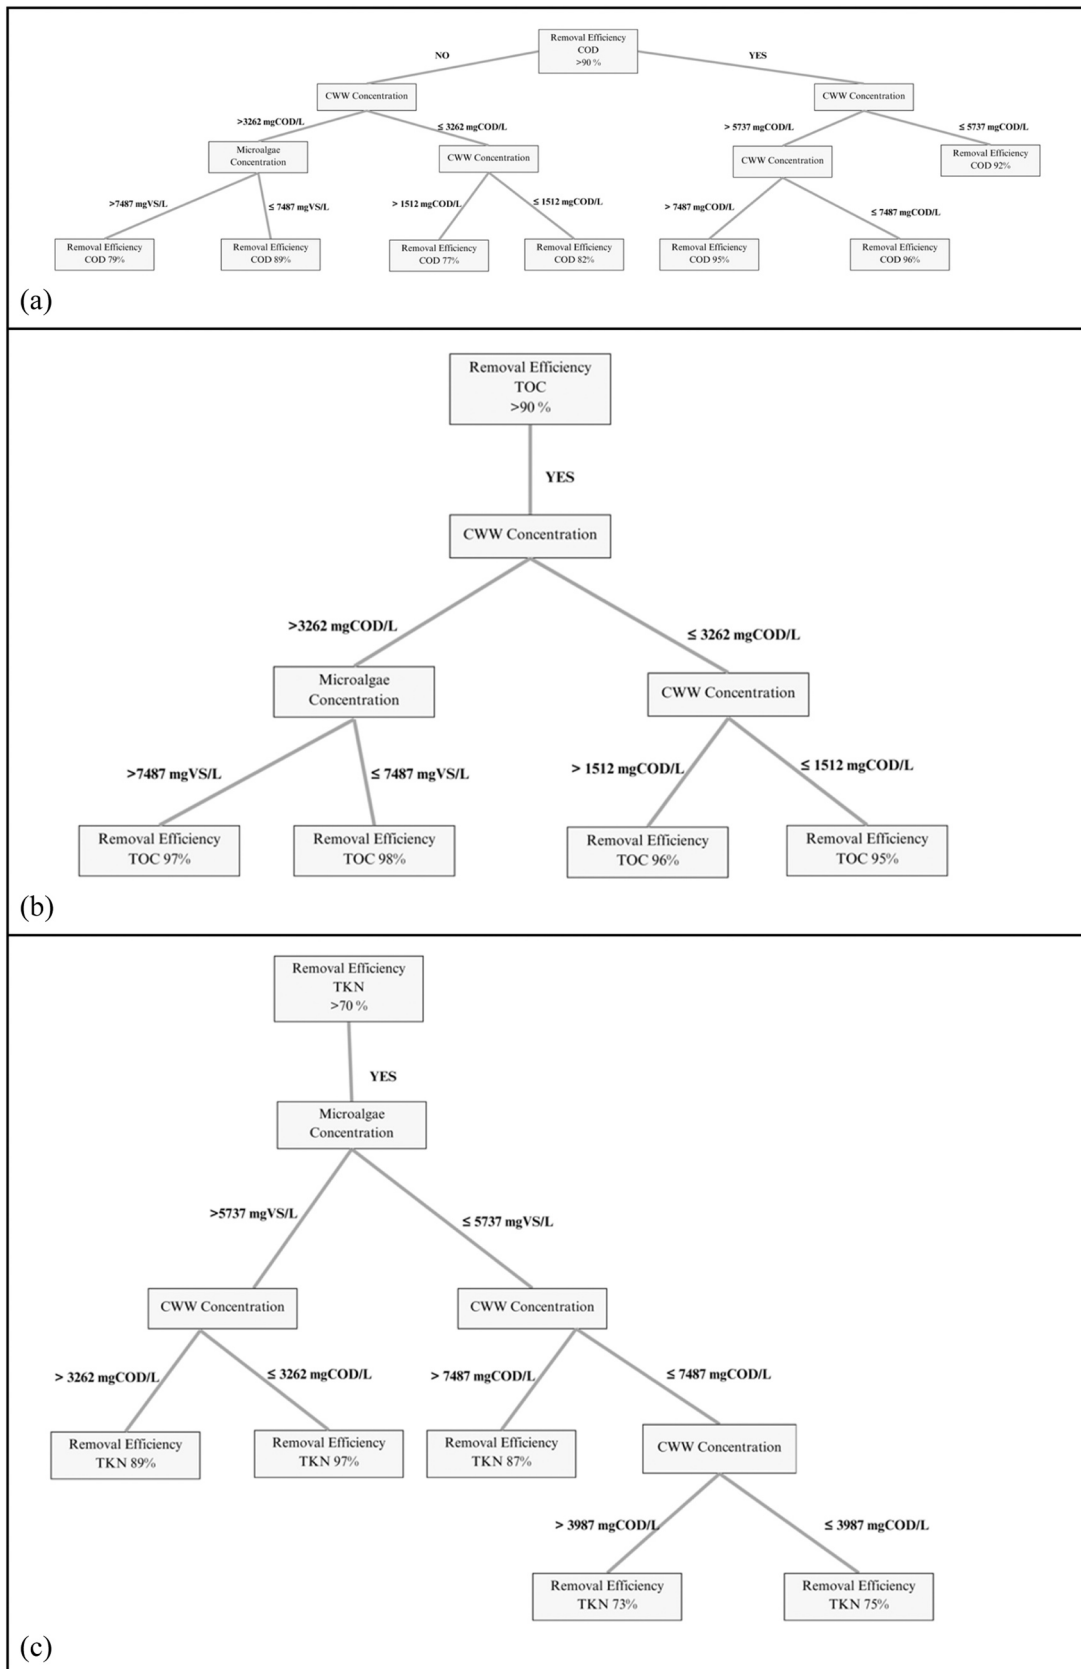 Removal Efficiency
COD
>90 %
NO
YES
CWW Concentration
CWW Concentration
>3262 mgCOD/L
≤ 3262 mgCOD/L
> 5737 mgCOD/L
≤ 5737 mgCOD/L
Microalgae
Concentration
CWW Concentration
CWW Concentration
Removal Efficiency
COD 92%
>7487 mgVS/L
≤ 7487 mgVS/L
> 1512 mgCOD/L
≤ 1512 mgCOD/L
> 7487 mgCOD/L
≤ 7487 mgCOD/L
Removal Efficiency
COD 79%
Removal Efficiency
COD 89%
Removal Efficiency
COD 77%
Removal Efficiency
COD 82%
Removal Efficiency
COD 95%
Removal Efficiency
COD 96%
(a)
Removal Efficiency
TOC
>90 %
YES
CWW Concentration
>3262 mgCOD/L
≤ 3262 mgCOD/L
Microalgae
Concentration
CWW Concentration
>7487 mgVS/L
≤ 7487 mgVS/L
> 1512 mgCOD/L
≤ 1512 mgCOD/L
Removal Efficiency
TOC 97%
Removal Efficiency
TOC 98%
Removal Efficiency
TOC 96%
Removal Efficiency
TOC 95%
(b)
Removal Efficiency
TKN
>70 %
YES
Microalgae
Concentration
>5737 mgVS/L
≤ 5737 mgVS/L
CWW Concentration
CWW Concentration
> 3262 mgCOD/L
≤ 3262 mgCOD/L
> 7487 mgCOD/L
≤ 7487 mgCOD/L
Removal Efficiency
TKN 89%
Removal Efficiency
TKN 97%
Removal Efficiency
TKN 87%
CWW Concentration
> 3987 mgCOD/L
≤ 3987 mgCOD/L
Removal Efficiency
TKN 73%
Removal Efficiency
TKN 75%
(c)